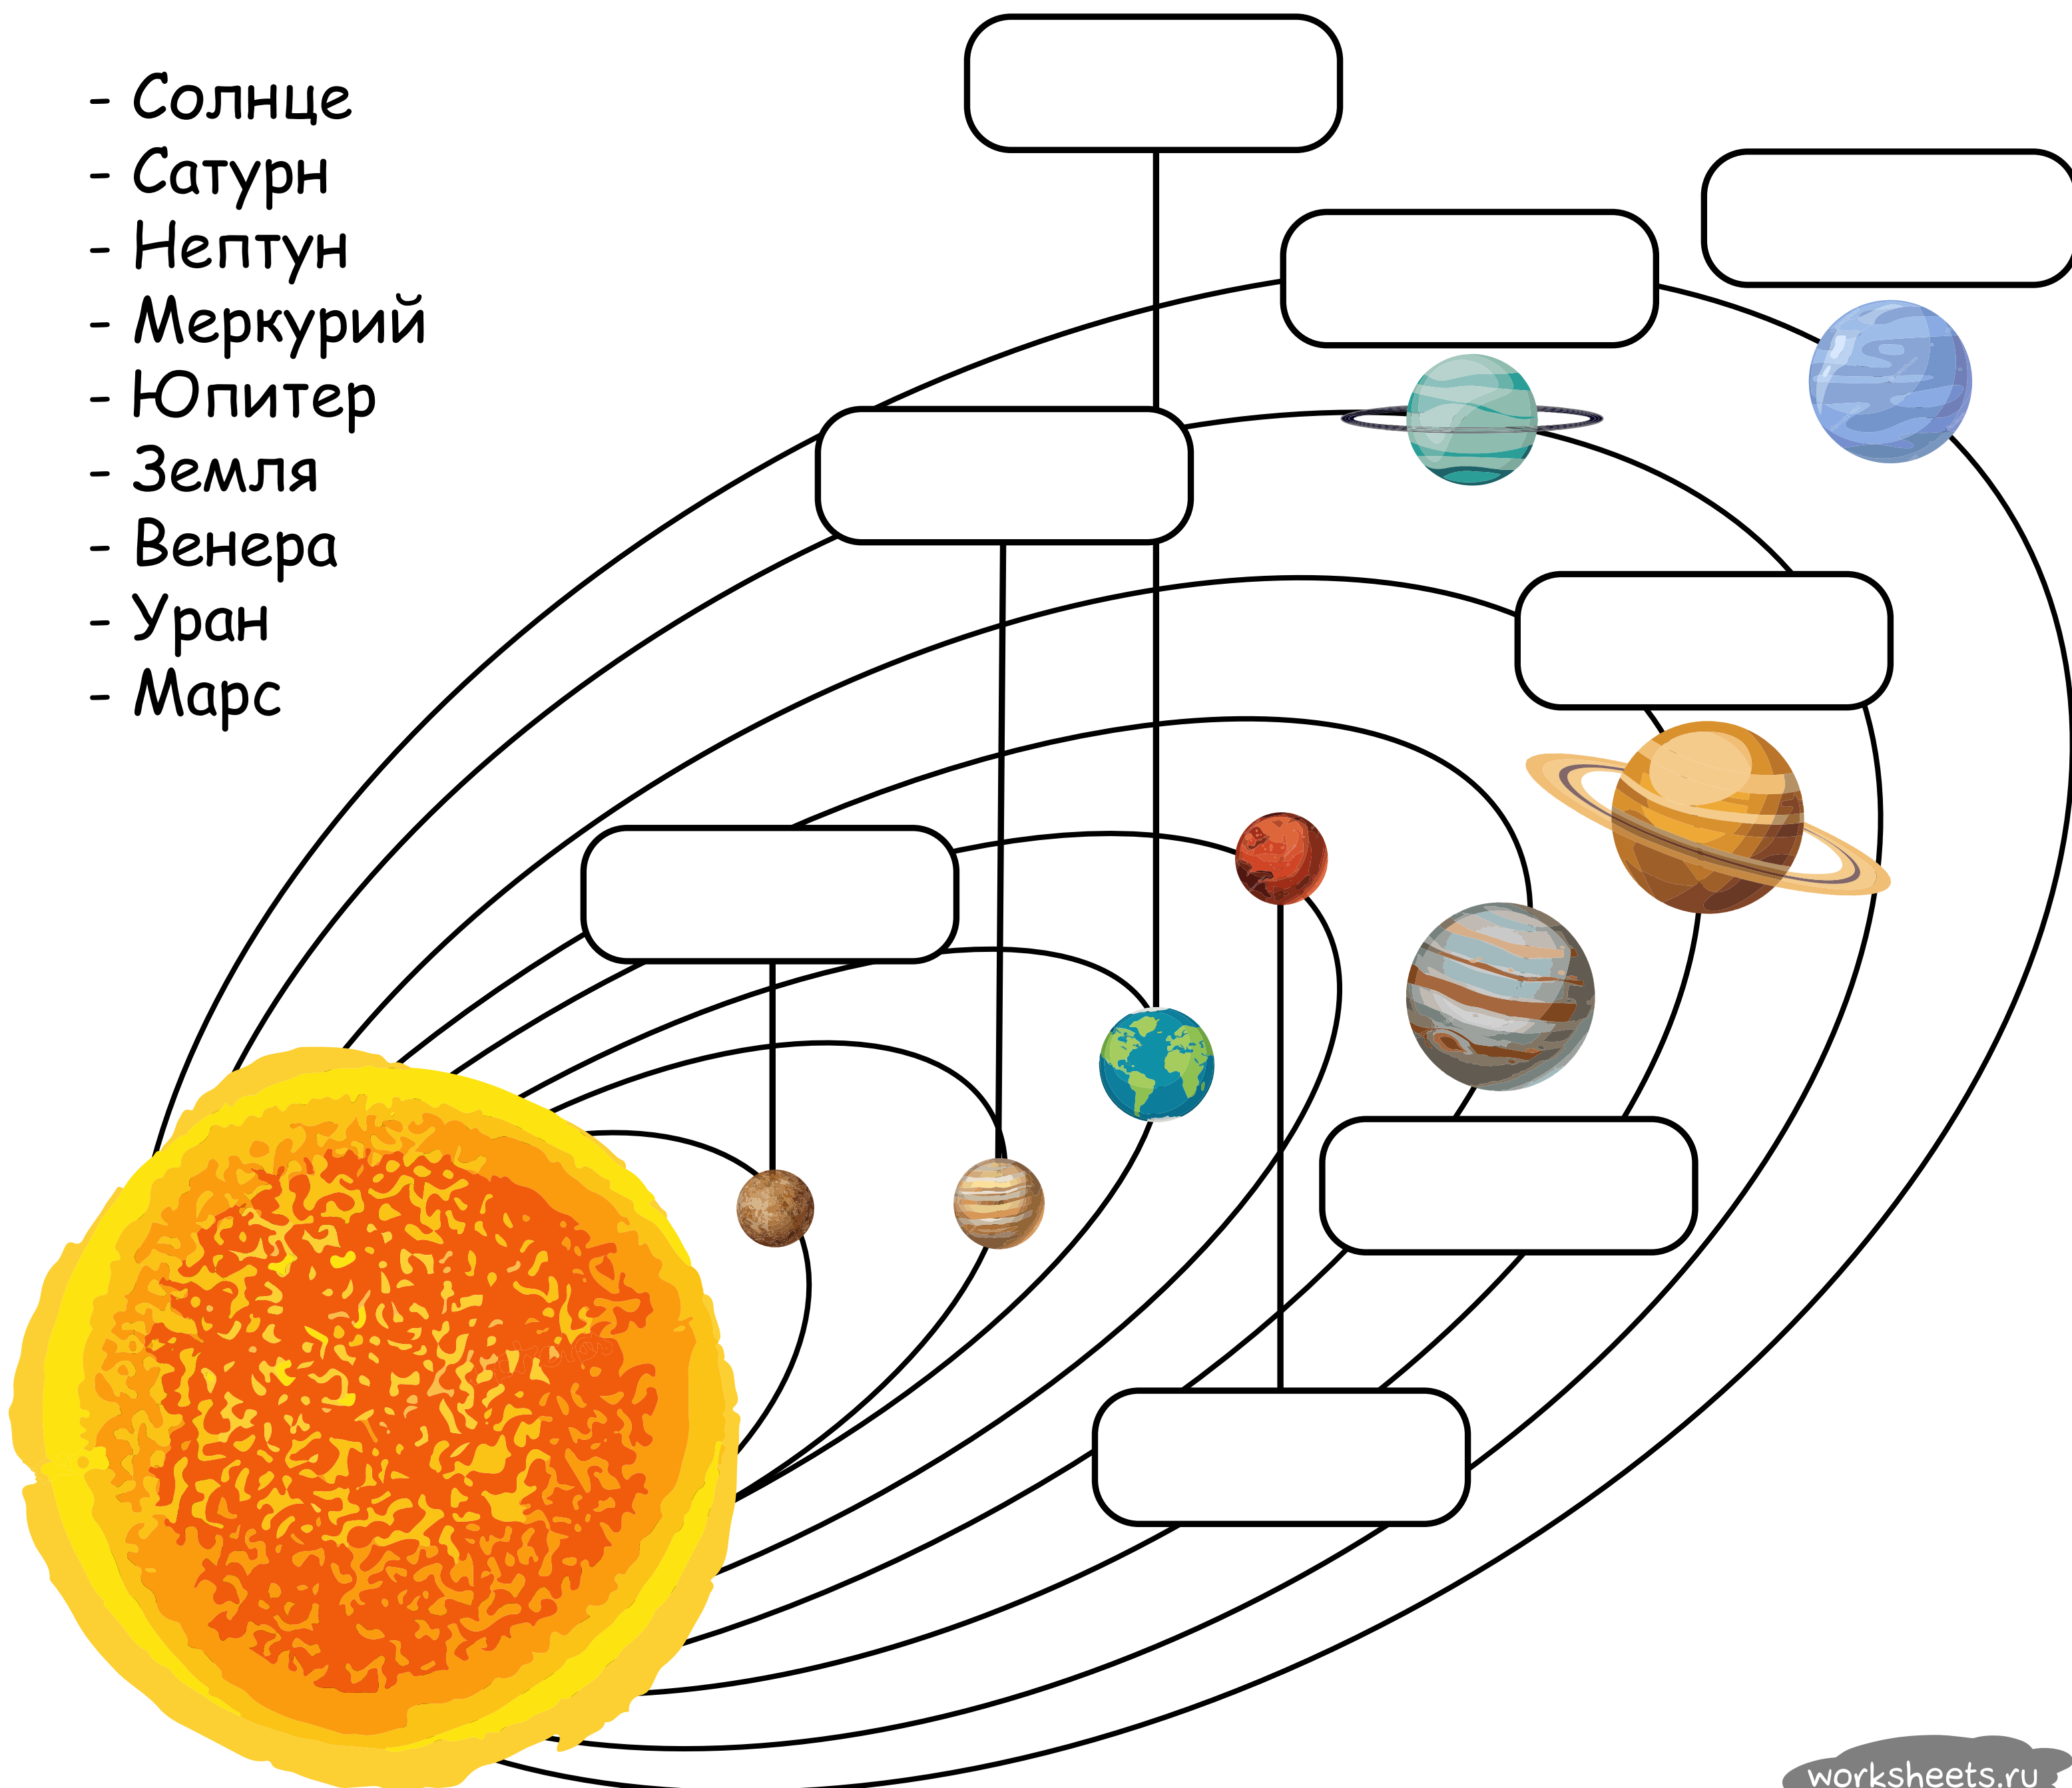 - Солнце
- Сатурн
- Нептун
- Меркурий
- Юпитер
- Земля
- Венера
- Уран
- Марс
worksheets.ru